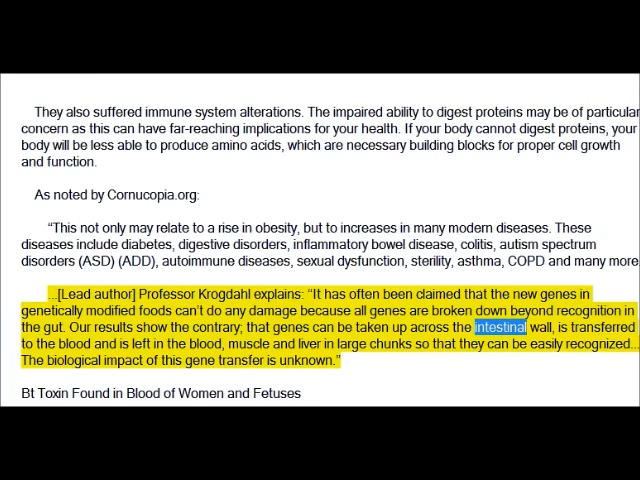 They also suffered immune system alterations. The impaired ability to digest proteins may be of particular
concern as this can have far-reaching implications for your health. If your body cannot digest proteins, your
body will be less able to produce amino acids, which are necessary building blocks for proper cell growth
and function.
As noted by Cornucopia.org:
“This not only may relate to a rise in obesity, but to increases in many modern diseases. These
diseases include diabetes, digestive disorders, inflammatory bowel disease, colitis, autism spectrum
disorders (ASD) (ADD), autoimmune diseases, sexual dysfunction, sterility, asthma, COPD and many more
...[Lead author] Professor Krogdahl explains: “It has often been claimed that the new genes in
genetically modified foods can’t do any damage because all genes are broken down beyond recognition in
the gut. Our results show the contrary; that genes can be taken up across the intestinal wall, is transferred
to the blood and is left in the blood, muscle and liver in large chunks so that they can be easily recognized...
The biological impact of this gene transfer is unknown.”
Bt Toxin Found in Blood of Women and Fetuses